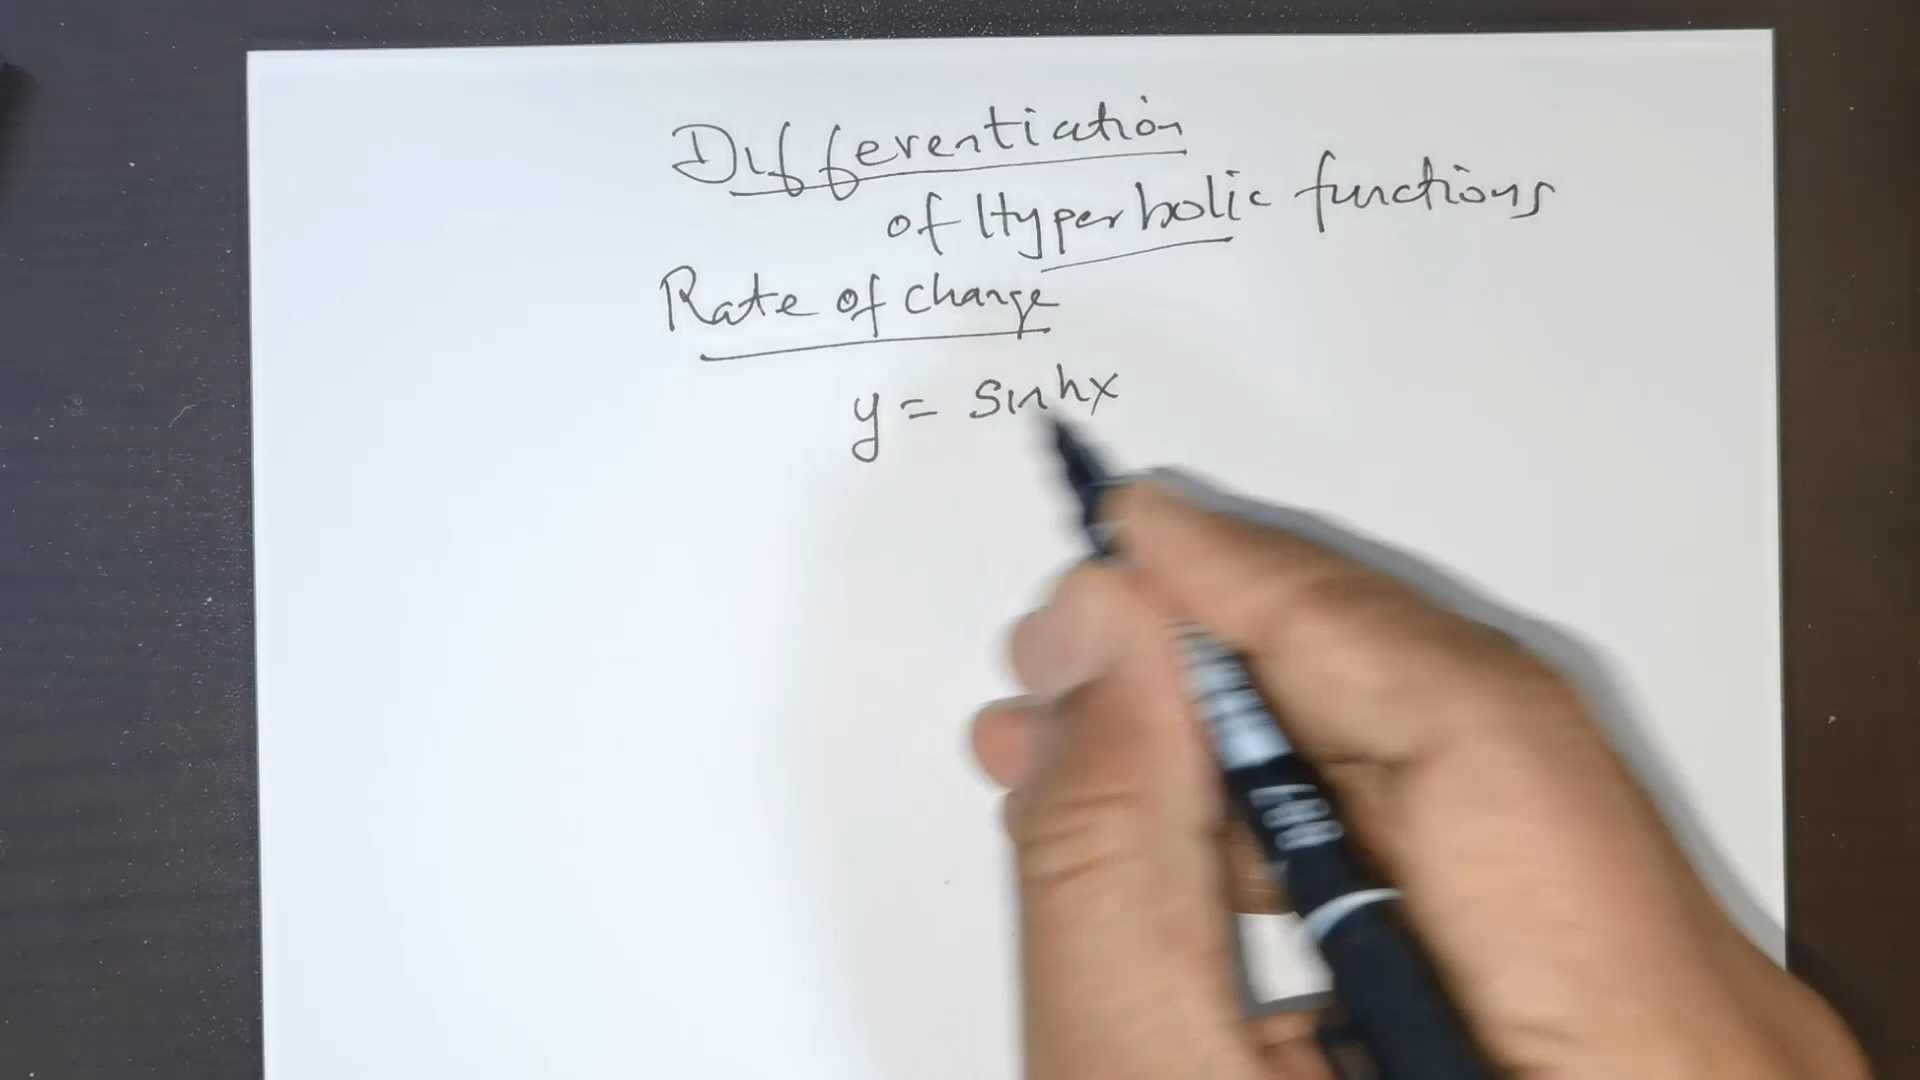 Differentiation
of Hyperbolic functions
Rate of change
y = sinhx